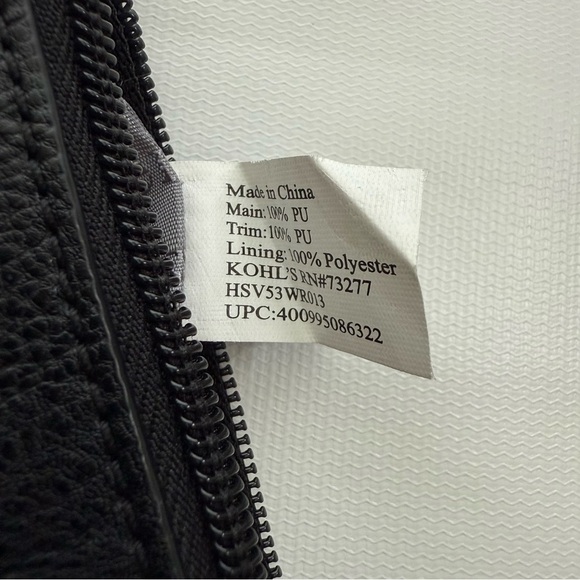 Made in China
Main: 100% PU
Trim: 100% PU
Lining: 100% Polyester
KOHL'S RN#73277
HSV53WR013
UPC:400995086322